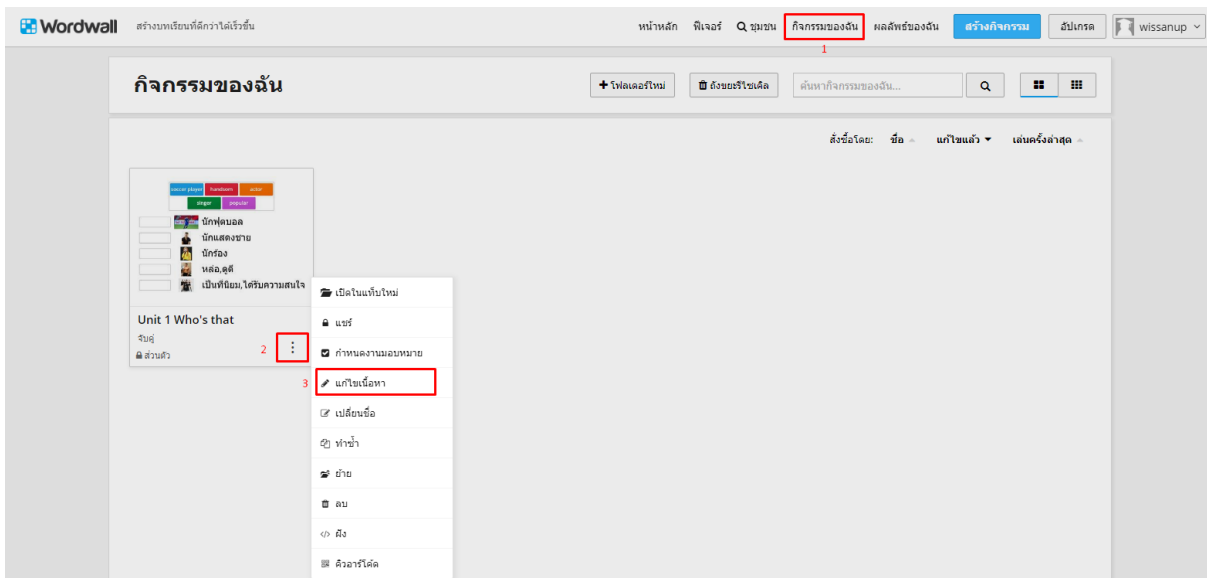 Wordwall สร้างบทเรียนที่ดีกว่าได้เร็วขึ้น หน้าหลัก ฟีเจอร์ ชุมชน กิจกรรมของฉัน ผลลัพธ์ของฉัน สร้างกิจกรรม อัปเกรด wissanup
1
กิจกรรมของฉัน + โฟลเดอร์ใหม่ ถังขยะรีไซเคิล ค้นหากิจกรรมของฉัน...
สั่งซื้อโดย: ชื่อ แก้ไขแล้ว เล่นครั้งล่าสุด
soccer player handsome actor
singer popular
นักฟุตบอล
นักแสดงชาย
นักร้อง
หล่อ,ดูดี
เป็นที่นิยม,ได้รับความสนใจ
Unit 1 Who's that
จับคู่
ส่วนตัว
2
3
เปิดในแท็บใหม่
แชร์
กำหนดงานมอบหมาย
แก้ไขเนื้อหา
เปลี่ยนชื่อ
ทำซ้ำ
ย้าย
ลบ
</> ฝัง
คิวอาร์โค้ด